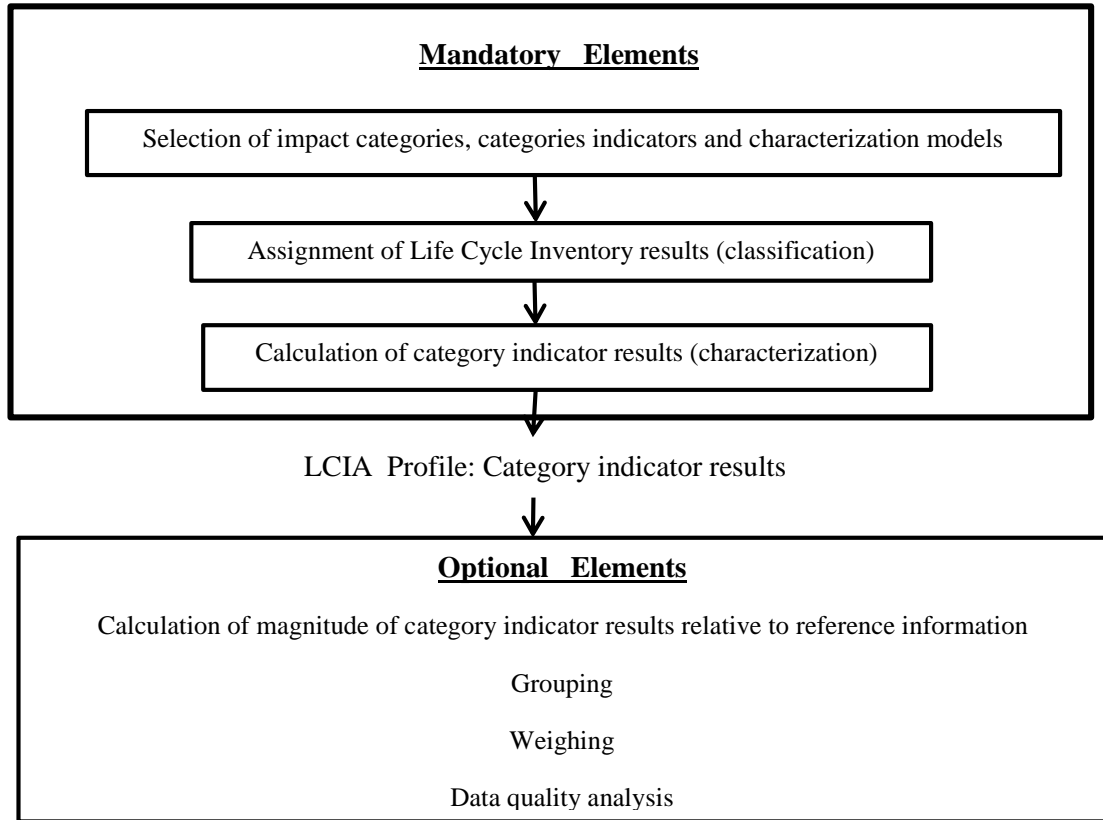 Mandatory Elements
Selection of impact categories, categories indicators and characterization models
Assignment of Life Cycle Inventory results (classification)
Calculation of category indicator results (characterization)
LCIA Profile: Category indicator results
Optional Elements
Calculation of magnitude of category indicator results relative to reference information
Grouping
Weighing
Data quality analysis